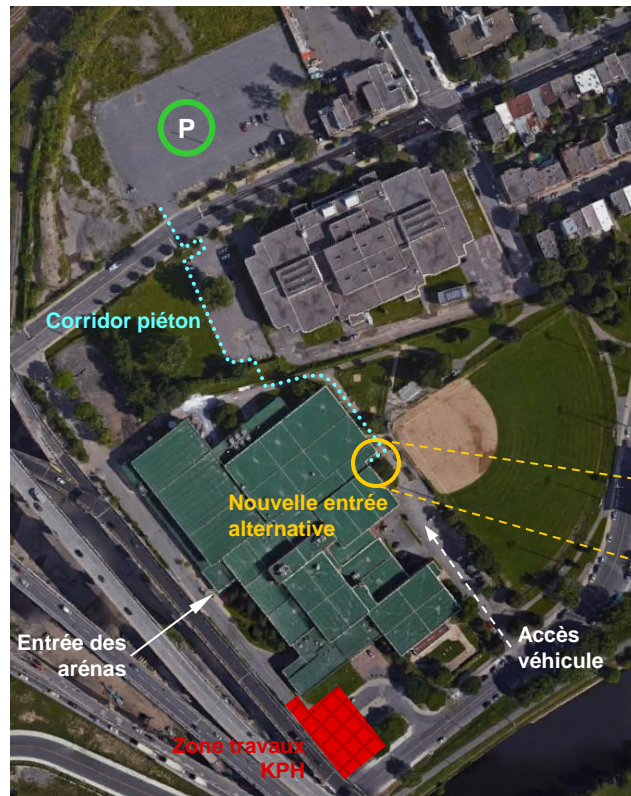 P
Corridor piéton
Nouvelle entrée
alternative
Entrée des
arénas
Accès
véhicule
Zone travaux
KPH